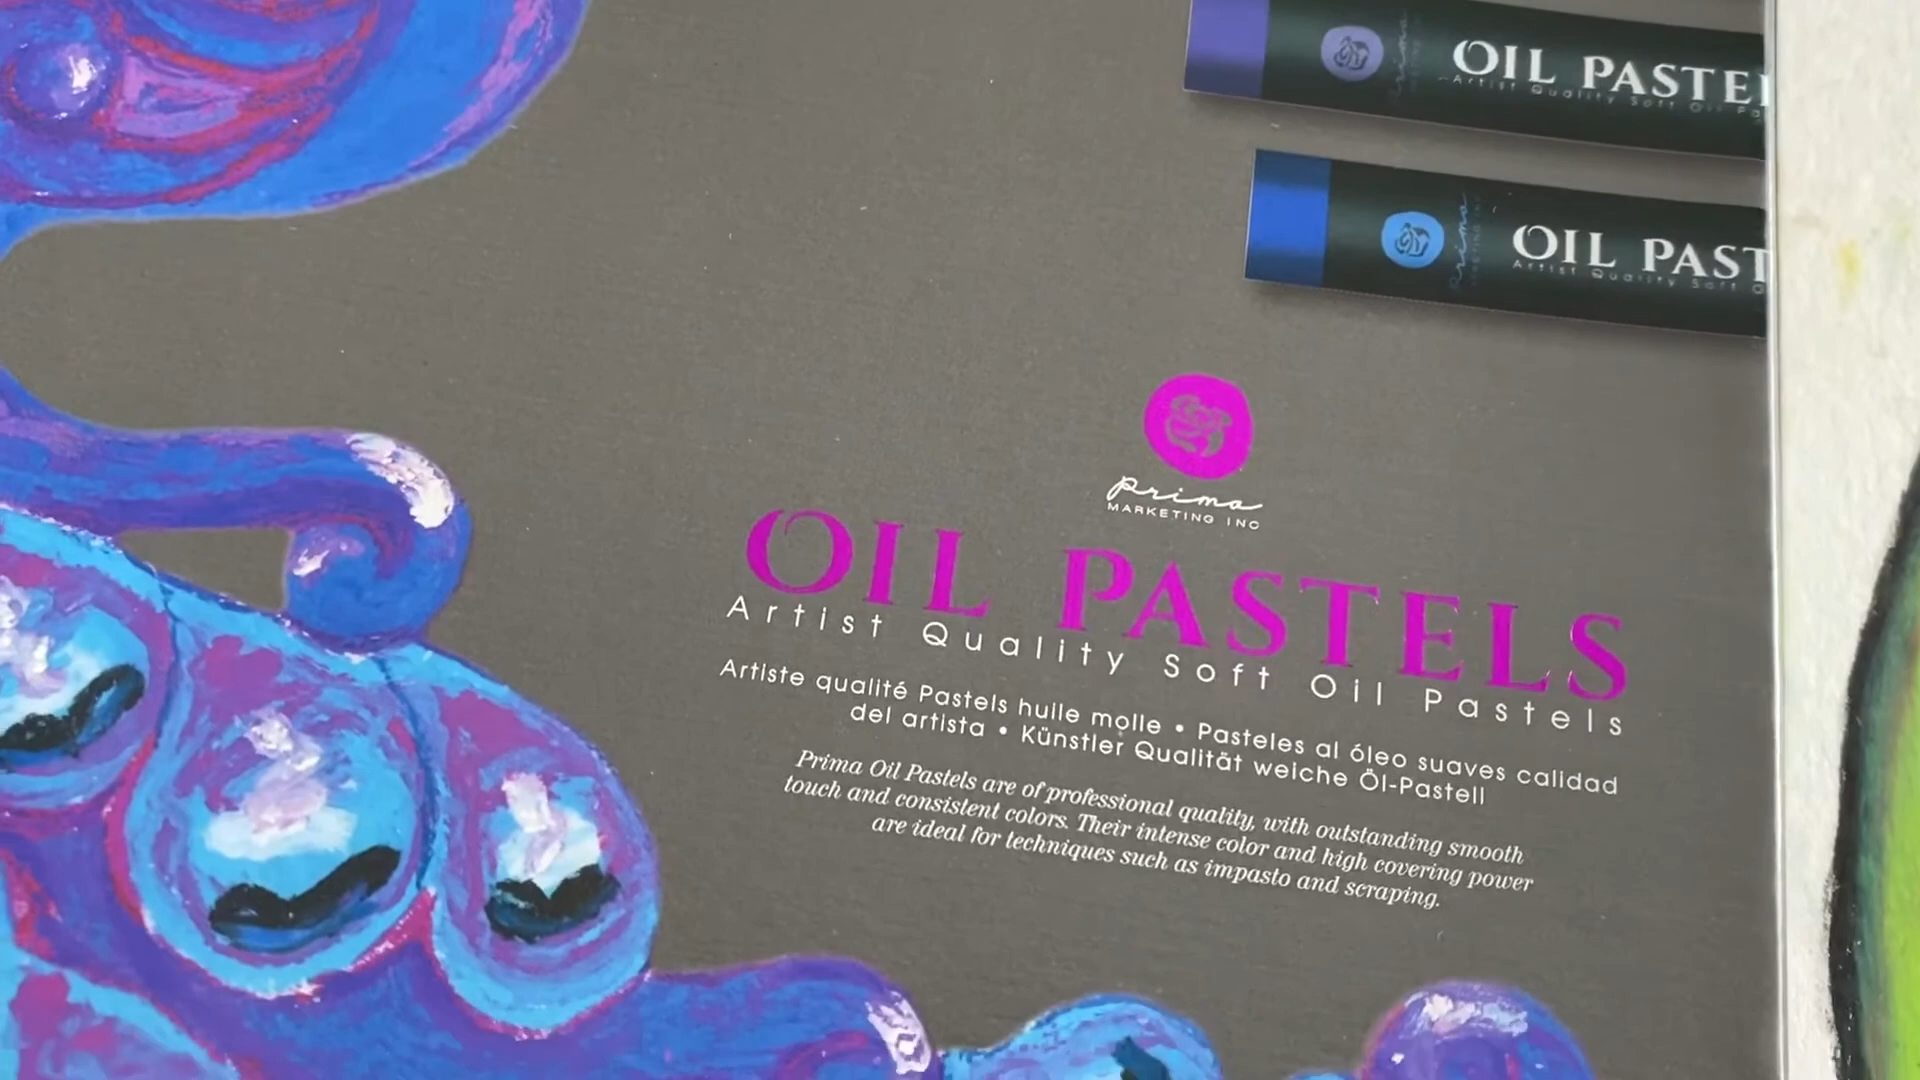 OIL PASTE
Artist Quality Soft Oil Pa
prima
OIL PAST
Artist Quality Soft O
prima
prima
MARKETING INC
OIL PASTELS
Artist Quality Soft Oil Pastels
Artiste qualité Pastels huile molle • Pasteles al óleo suaves calidad
del artista • Künstler Qualität weiche Öl-Pastell
Prima Oil Pastels are of professional quality, with outstanding smooth
touch and consistent colors. Their intense color and high covering power
are ideal for techniques such as impasto and scraping.